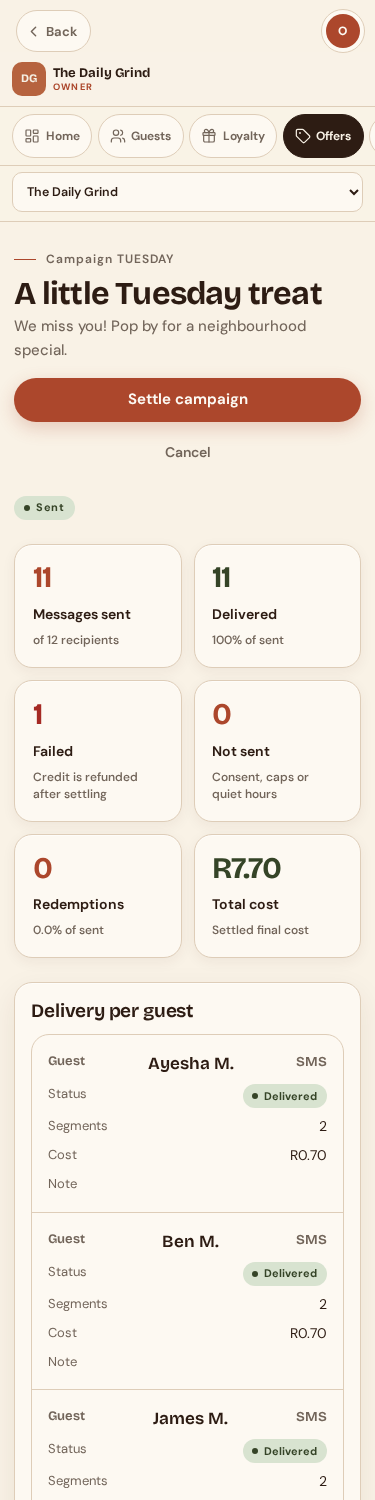 Back
O
DG
The Daily Grind
OWNER
Home
Guests
Loyalty
Offers
The Daily Grind
Campaign TUESDAY
A little Tuesday treat
We miss you! Pop by for a neighbourhood
special.
Settle campaign
Cancel
Sent
11
Messages sent
of 12 recipients
11
Delivered
100% of sent
1
Failed
Credit is refunded
after settling
0
Not sent
Consent, caps or
quiet hours
0
Redemptions
0.0% of sent
R7.70
Total cost
Settled final cost
Delivery per guest
Guest Ayesha M. SMS
Status Delivered
Segments 2
Cost R0.70
Note
Guest Ben M. SMS
Status Delivered
Segments 2
Cost R0.70
Note
Guest James M. SMS
Status Delivered
Segments 2